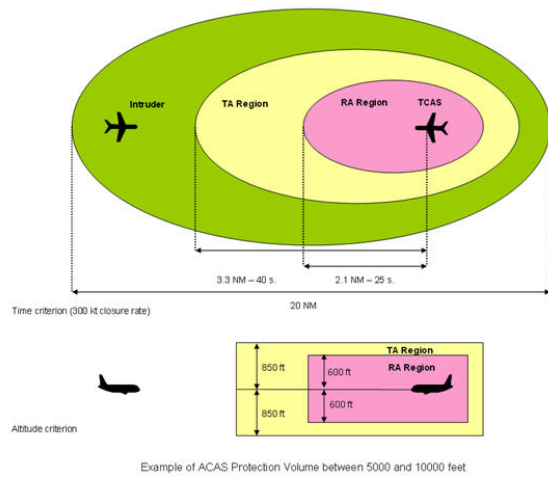 Intruder
TA Region
RA Region
TCAS
3.3 NM – 40 s.
2.1 NM – 25 s.
20 NM
Time criterion (300 kt closure rate)
TA Region
850 ft
600 ft
RA Region
850 ft
600 ft
Altitude criterion
Example of ACAS Protection Volume between 5000 and 10000 feet